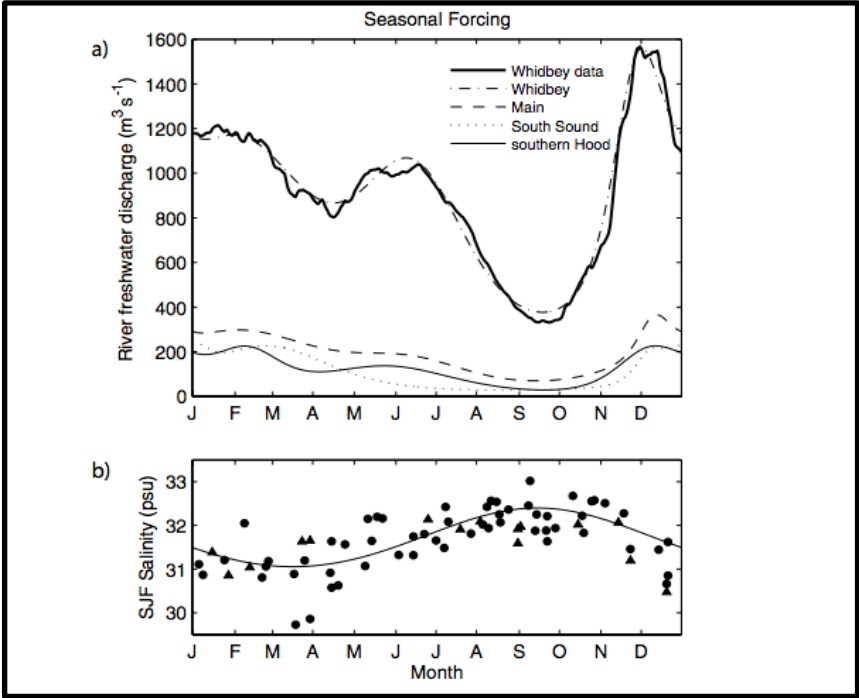 Seasonal Forcing
a)
River freshwater discharge (m³ s⁻¹)
1600
1400
1200
1000
800
600
400
200
0
Whidbey data
Whidbey
Main
South Sound
southern Hood
J F M A M J J A S O N D
b)
SJF Salinity (psu)
33
32
31
30
J F M A M J J A S O N D
Month